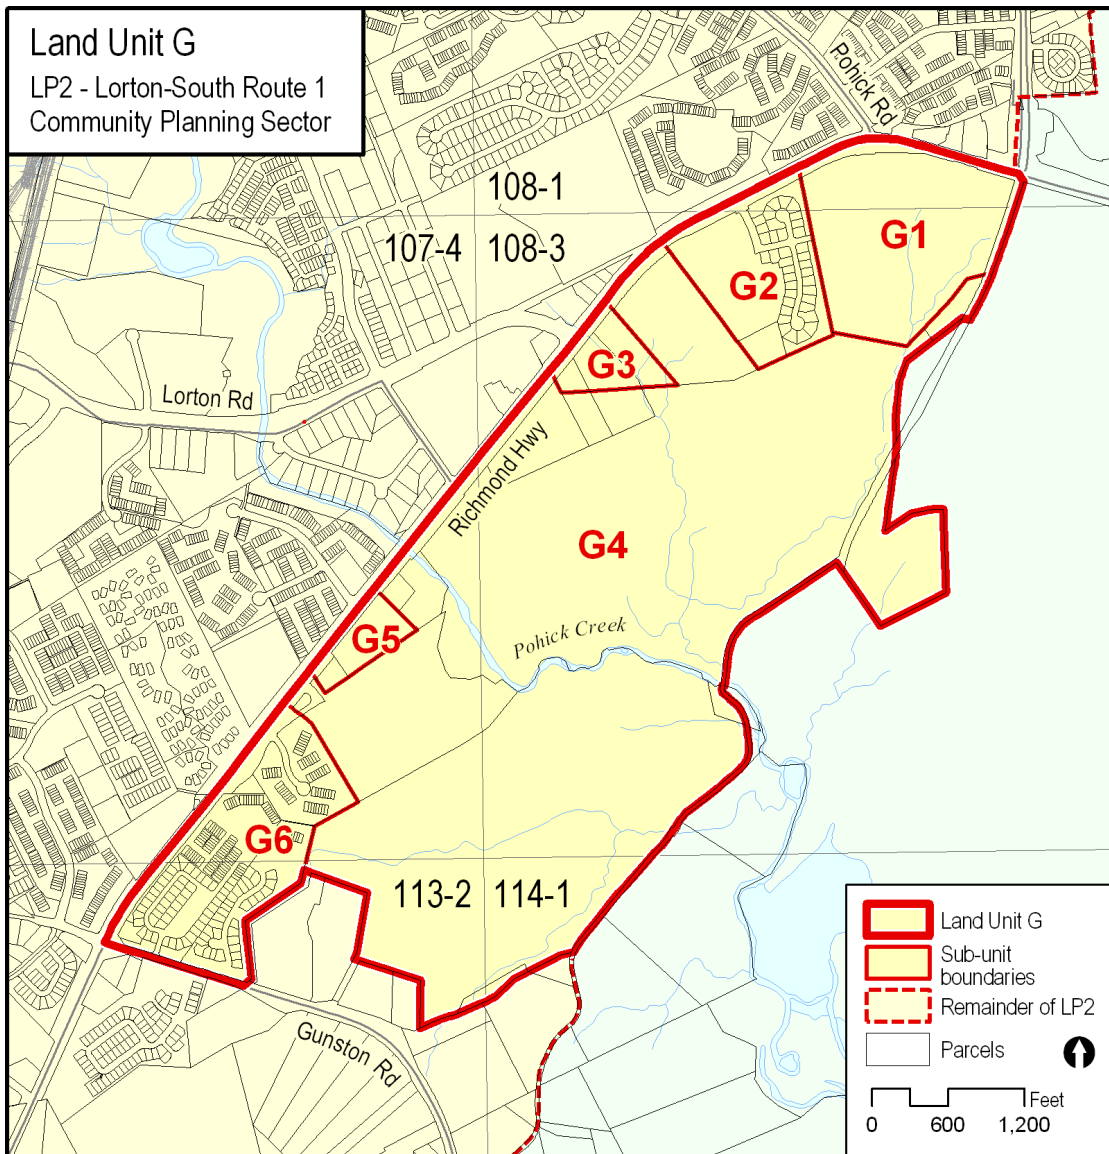 Land Unit G
LP2 - Lorton-South Route 1
Community Planning Sector
Pohick Rd
108-1
107-4
108-3
G1
G2
G3
Lorton Rd
Richmond Hwy
G4
G5
Pohick Creek
G6
113-2
114-1
Gunston Rd
Land Unit G
Sub-unit
boundaries
Remainder of LP2
Parcels
Feet
0 600 1,200